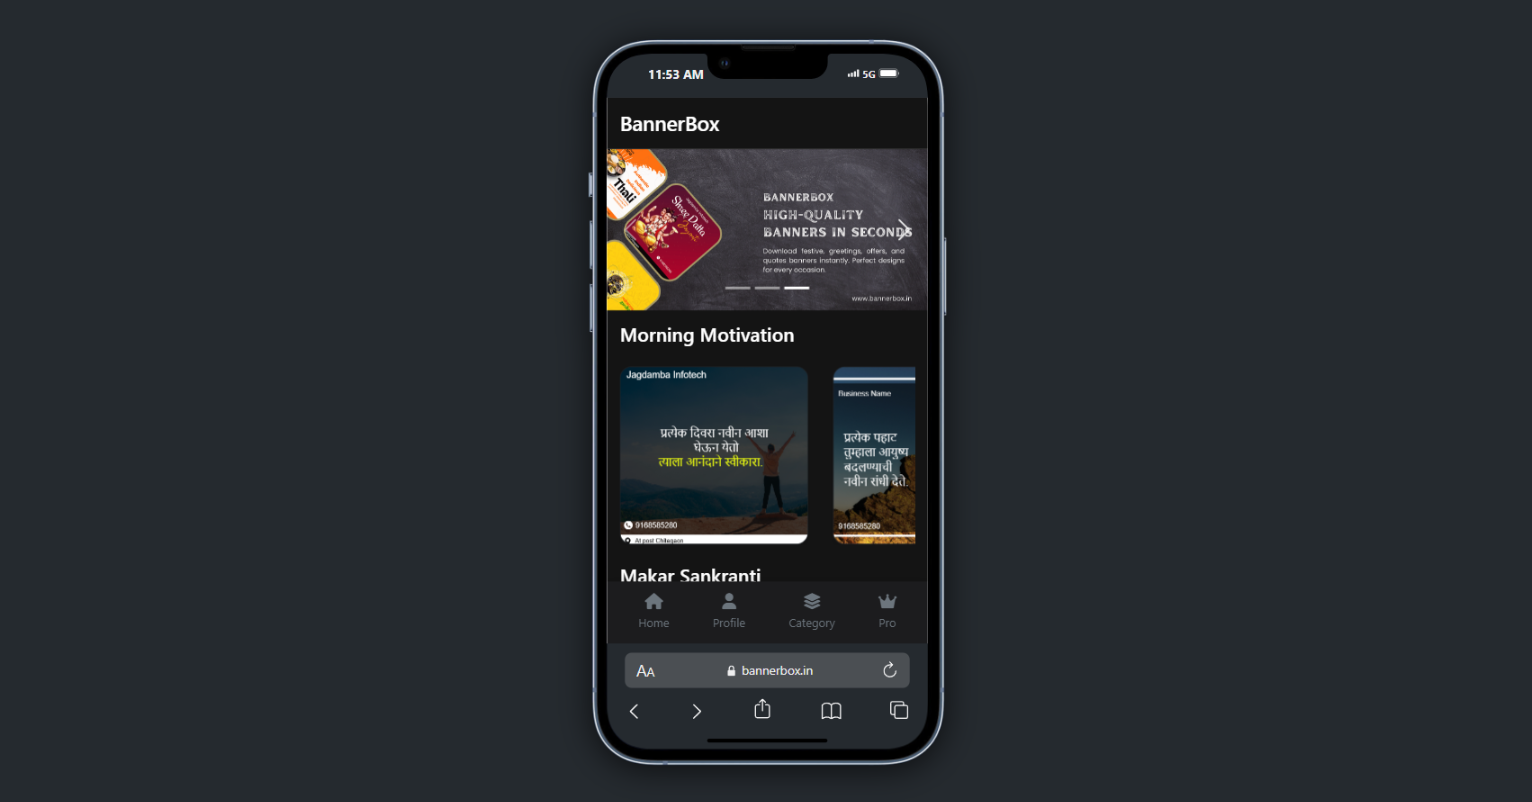 11:53 AM
5G
BannerBox
Thali
Shree Datta
BANNERBOX
HIGH-QUALITY
BANNERS IN SECONDS
Download festive, greetings, offers, and
quotes banners instantly. Perfect designs
for every occasion.
www.bannerbox.in
Morning Motivation
Jagdamba Infotech
प्रत्येक दिवस नवीन आशा
घेऊन येतो
त्याला आनंदाने स्वीकारा.
9168585280
At post Chilegaon
Business Name
प्रत्येक पहाट
तुम्हाला आयुष्य
बदलण्याची
नवीन संधी देते.
9168585280
Makar Sankranti
Home
Profile
Category
Pro
AA
bannerbox.in